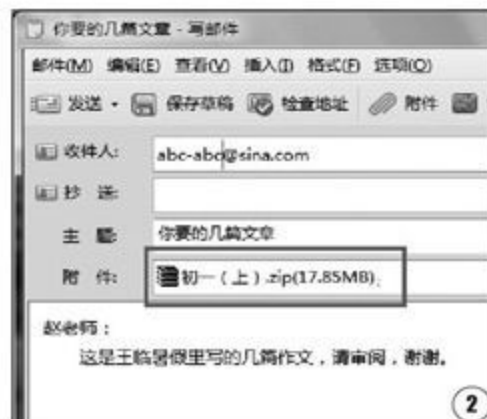 你要的几篇文章 - 写邮件
邮件(M) 编辑(E) 查看(V) 插入(I) 格式(F) 选项(O)
发送 保存草稿 检查地址 附件
收件人: abc-abc@sina.com
抄 送:
主 题: 你要的几篇文章
附 件: 初一（上）.zip(17.85MB);
赵老师：
这是王临暑假里写的几篇作文，请审阅，谢谢。
2